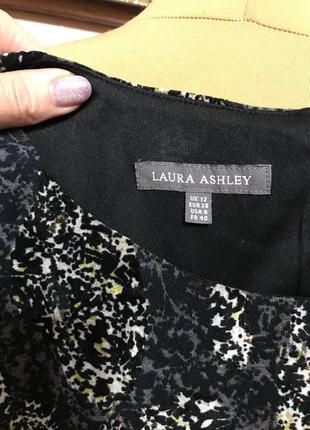 LAURA ASHLEY
UK 12
EUR 38
USA 8
FR 40